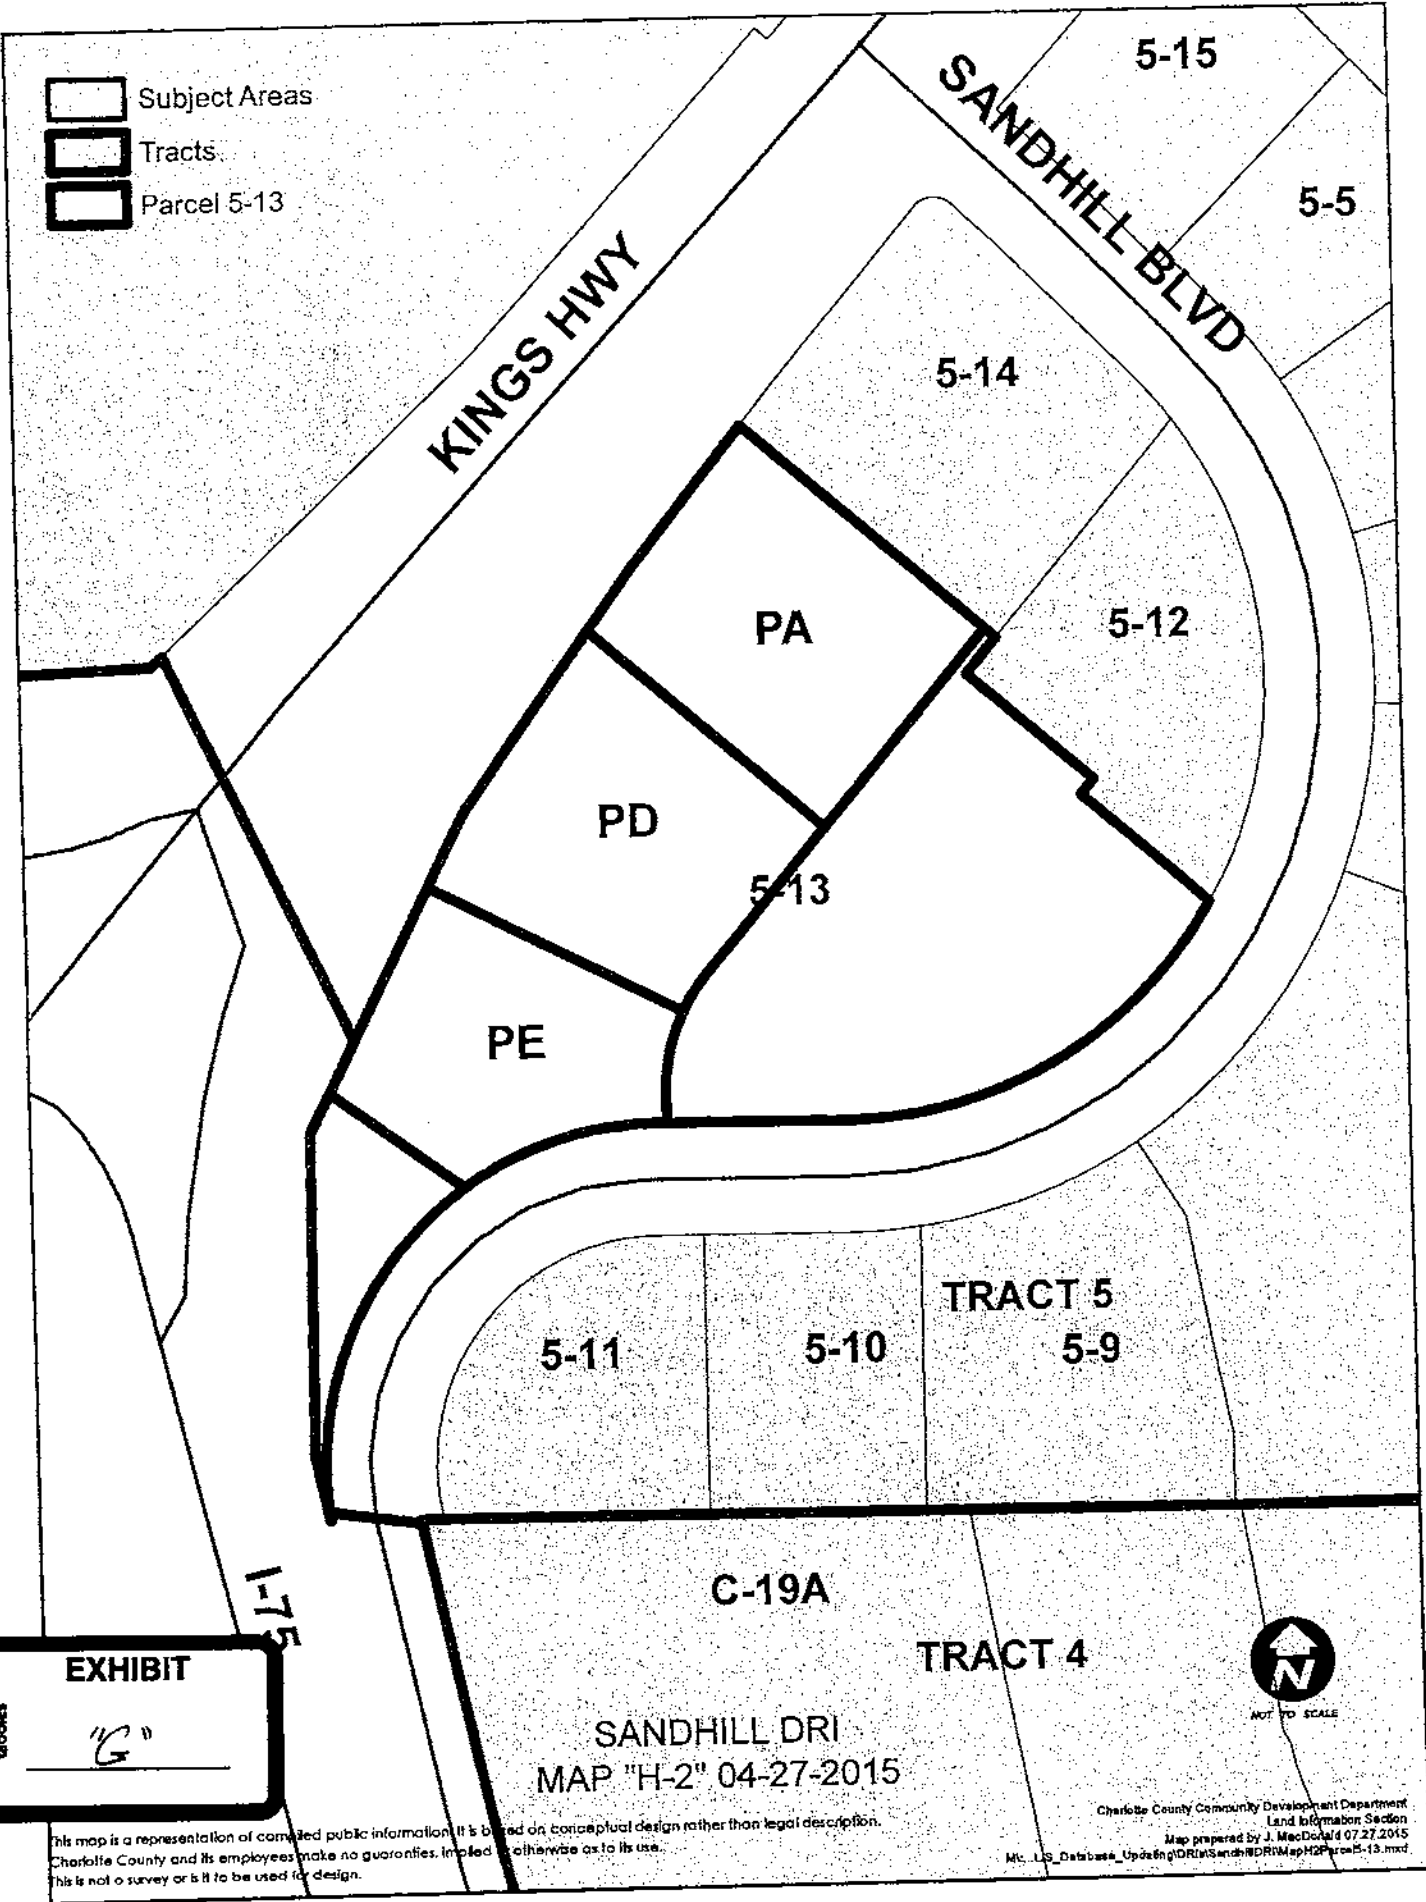 Subject Areas
Tracts
Parcel 5-13
5-15
SANDHILL BLVD
5-5
KINGS HWY
5-14
PA
5-12
PD
5-13
PE
TRACT 5
5-11
5-10
5-9
C-19A
I-75
TRACT 4
EXHIBIT
"G"
N
NOT TO SCALE
SANDHILL DRI
MAP "H-2" 04-27-2015
This map is a representation of compiled public information. It is based on conceptual design rather than legal description.
Charlotte County and its employees make no guaranties, implied or otherwise as to its use.
This is not a survey or is it to be used for design.
Charlotte County Community Development Department
Land Information Section
Map prepared by J. MacDonald 07.27.2015